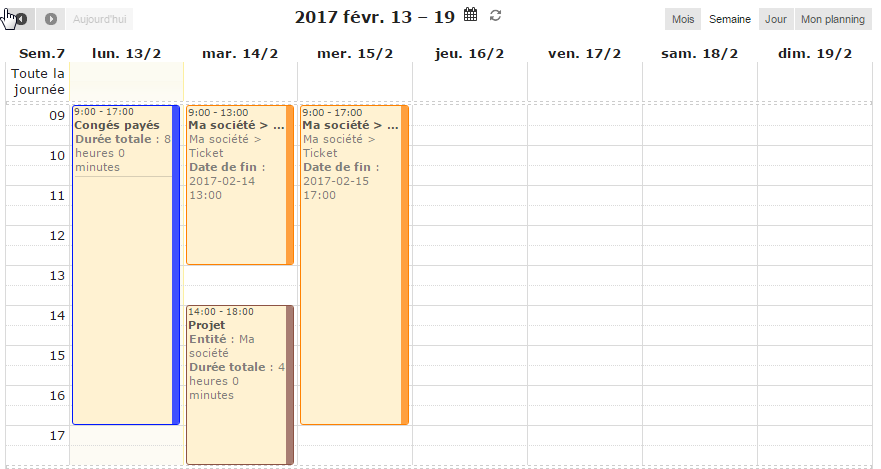 Aujourd'hui
2017 févr. 13 – 19
Mois Semaine Jour Mon planning
Sem.7 lun. 13/2 mar. 14/2 mer. 15/2 jeu. 16/2 ven. 17/2 sam. 18/2 dim. 19/2
Toute la
journée
09
10
11
12
13
14
15
16
17
9:00 - 17:00
Congés payés
Durée totale : 8
heures 0
minutes
9:00 - 13:00
Ma société > ...
Ma société >
Ticket
Date de fin :
2017-02-14
13:00
14:00 - 18:00
Projet
Entité : Ma
société
Durée totale : 4
heures 0
minutes
9:00 - 17:00
Ma société > ...
Ma société >
Ticket
Date de fin :
2017-02-15
17:00